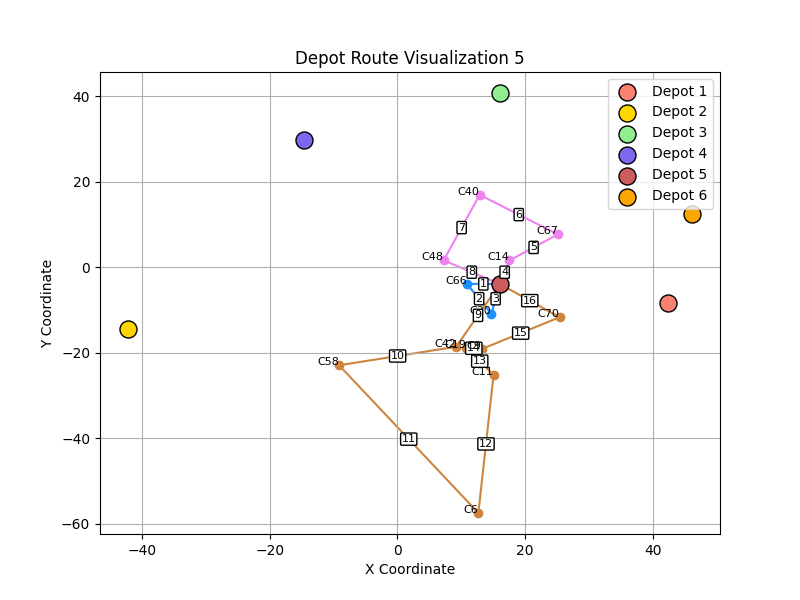 Depot Route Visualization 5
Depot 1
Depot 2
Depot 3
Depot 4
Depot 5
Depot 6
40
20
0
−20
−40
−60
Y Coordinate
−40
−20
0
20
40
X Coordinate
C40
6
7
C67
5
C48
C14
8
4
C66
1
2
3
16
9
C70
15
C42
14
10
C58
13
C11
11
12
C6